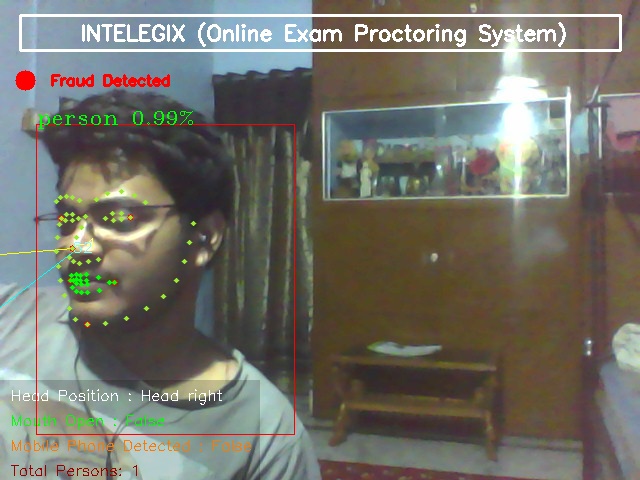 INTELEGIX (Online Exam Proctoring System)
Fraud Detected
person 0.99%
Head Position : Head right
Mouth Open : False
Mobile Phone Detected : False
Total Persons: 1